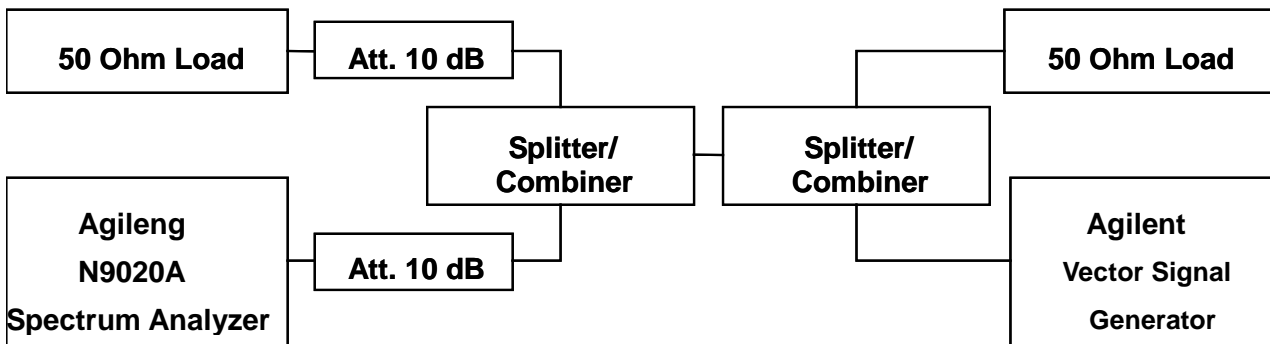 50 Ohm Load
Att. 10 dB
50 Ohm Load
Splitter/
Combiner
Splitter/
Combiner
Agileng
N9020A
Spectrum Analyzer
Att. 10 dB
Agilent
Vector Signal
Generator